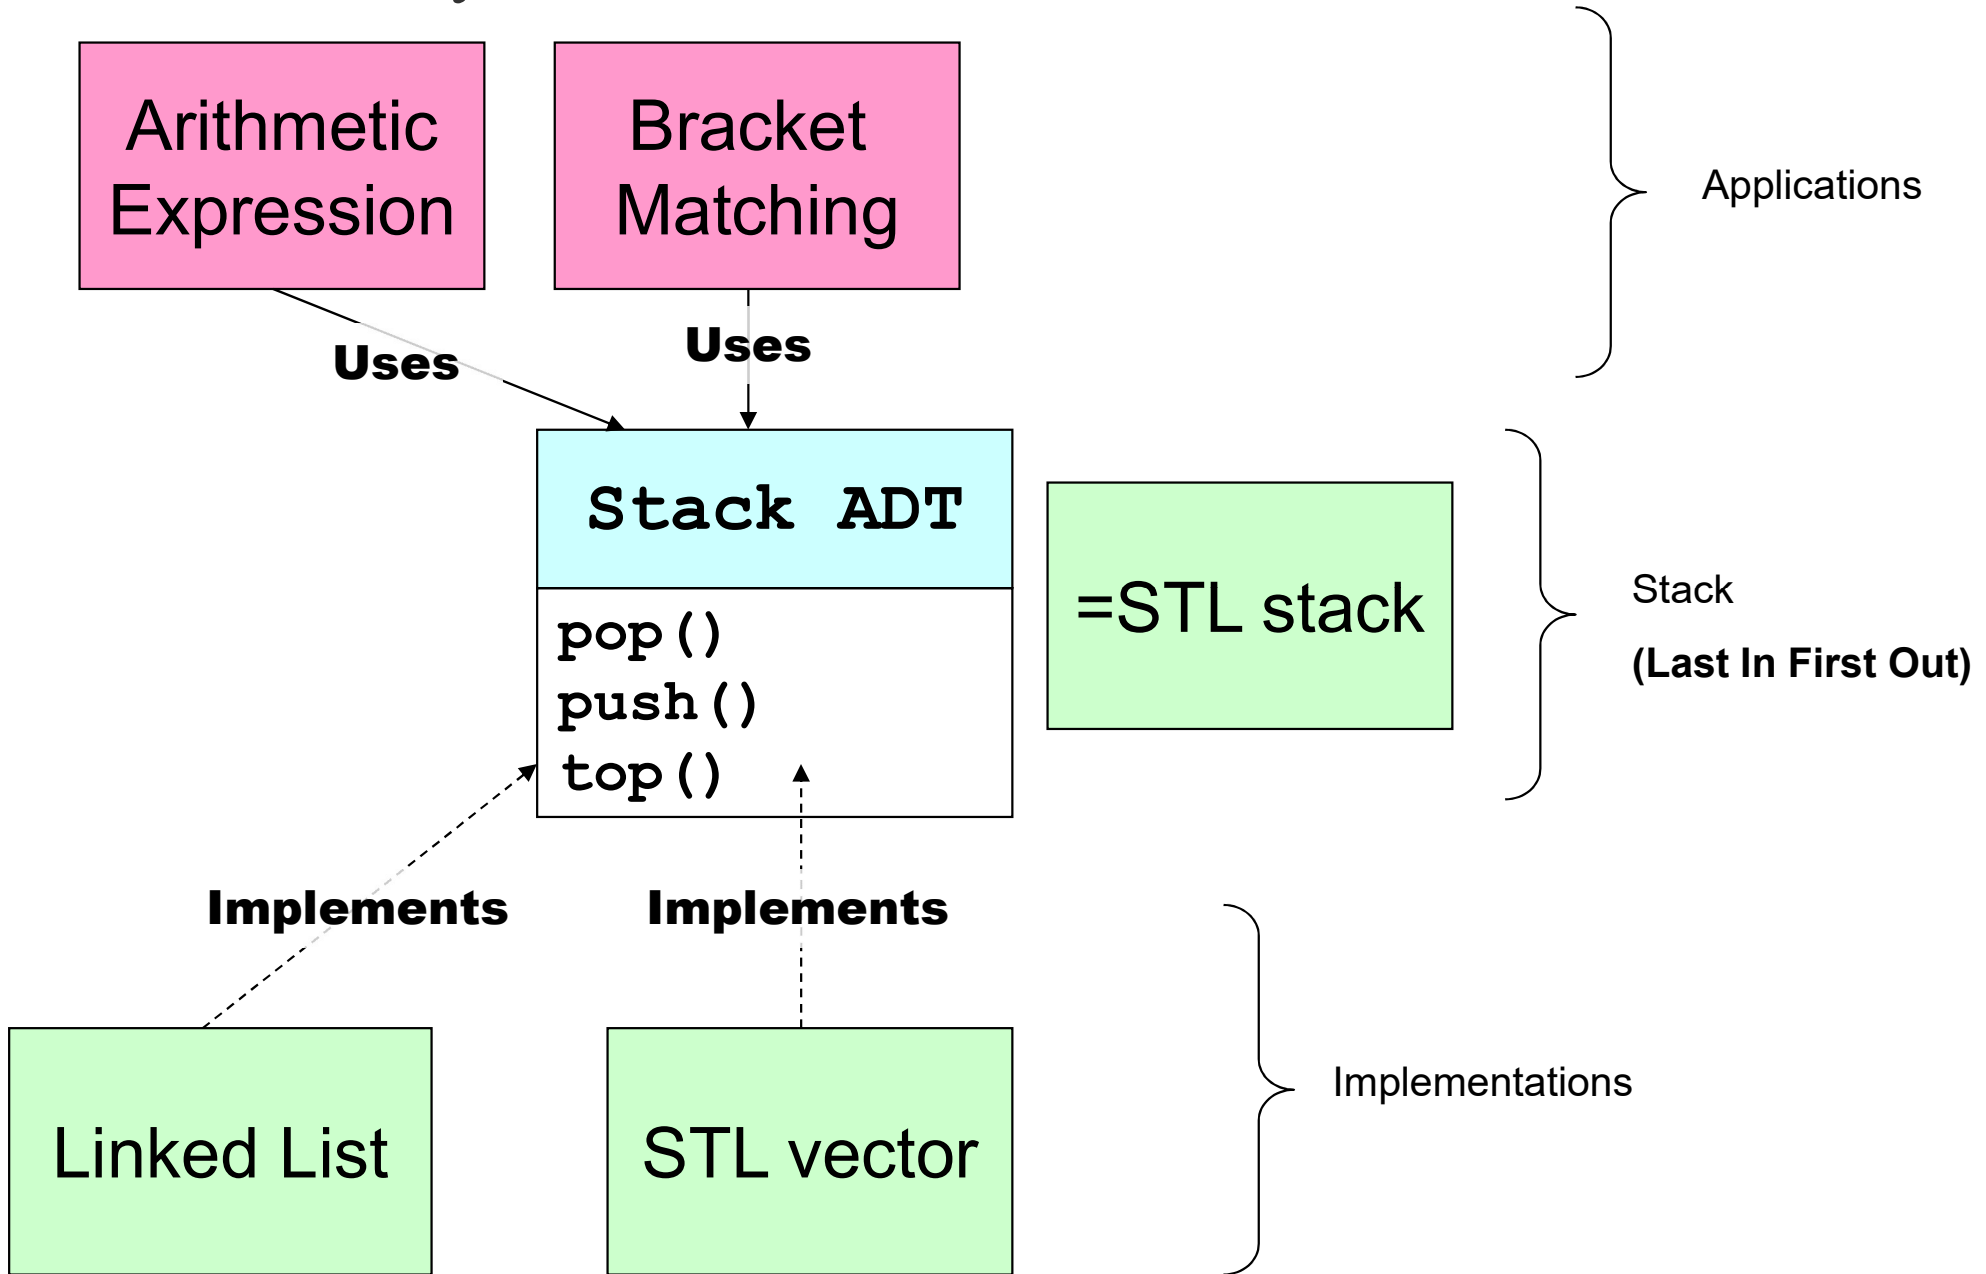 Arithmetic
Expression
Bracket
Matching
Applications
Uses
Uses
Stack ADT
pop()
push()
top()
=STL stack
Stack
(Last In First Out)
Implements
Implements
Linked List
STL vector
Implementations